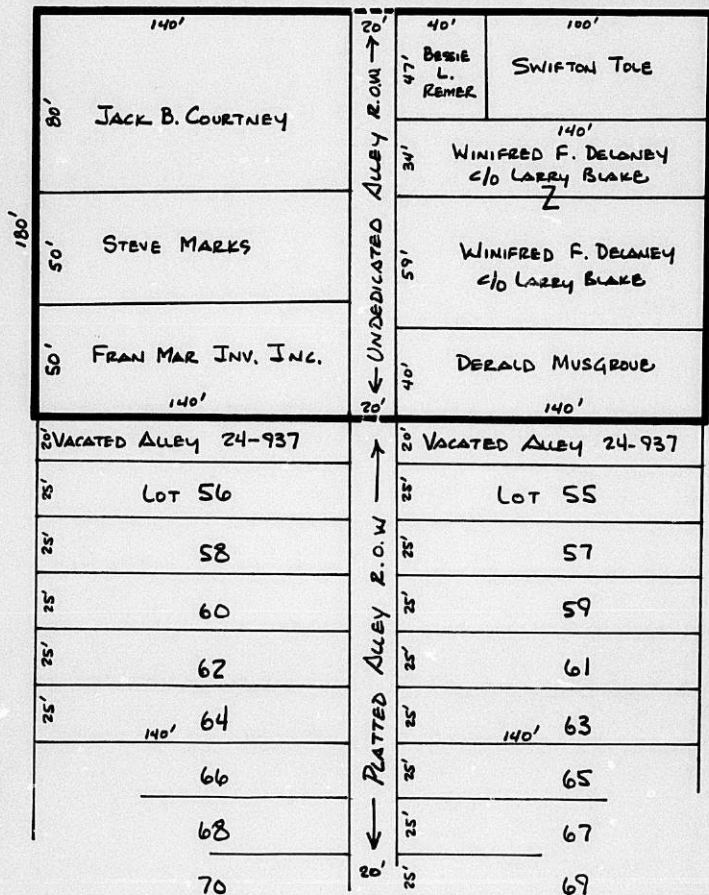 140'
20'
40'
100'
80'
JACK B. COURTNEY
47'
BESSIE
L.
REMER
SWIFTON TOLE
180'
140'
34'
WINIFRED F. DELANEY
c/o LARRY BLAKE
Z
50'
STEVE MARKS
59'
WINIFRED F. DELANEY
c/o LARRY BLAKE
← UNDEDICATED ALLEY R.O.W →
50'
FRAN MAR INV. INC.
140'
20'
40'
DERALD MUSGROVE
140'
20' VACATED ALLEY 24-937
20' VACATED ALLEY 24-937
25' LOT 56
25' LOT 55
25' 58
25' 57
25' 60
25' 59
25' 62
25' 61
25' 140' 64
25' 140' 63
← PLATTED ALLEY R.O.W →
66
25' 65
68
25' 67
20'
70
25' 69